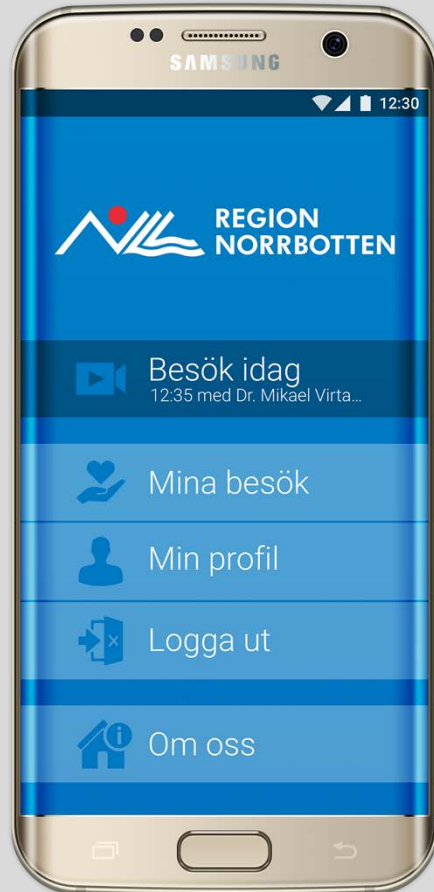 SAMSUNG
12:30
REGION
NORRBOTTEN
Besök idag
12:35 med Dr. Mikael Virta...
Mina besök
Min profil
Logga ut
Om oss